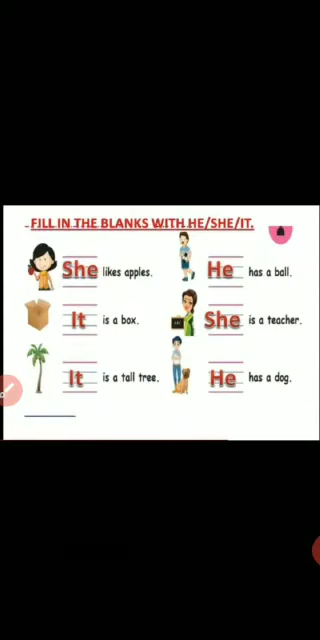 FILL IN THE BLANKS WITH HE/SHE/IT.
She likes apples.
He has a ball.
It is a box.
She is a teacher.
It is a tall tree.
He has a dog.